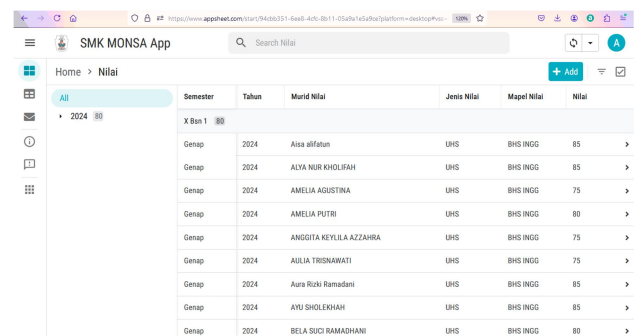 https://www.appsheet.com/start/94cbb351-6ee8-4cfc-8b11-05a9a1e5a9ce?platform=desktop#vss=
120%
SMK MONSA App
Search Nilai
A
Home > Nilai
+ Add
All
2024 80
Semester Tahun Murid Nilai Jenis Nilai Mapel Nilai Nilai
X Bsn 1 80
Genap 2024 Aisa alifatun UHS BHS INGG 85
Genap 2024 ALYA NUR KHOLIFAH UHS BHS INGG 85
Genap 2024 AMELIA AGUSTINA UHS BHS INGG 75
Genap 2024 AMELIA PUTRI UHS BHS INGG 80
Genap 2024 ANGGITA KEYLILA AZZAHRA UHS BHS INGG 75
Genap 2024 AULIA TRISNAWATI UHS BHS INGG 75
Genap 2024 Aura Rizki Ramadani UHS BHS INGG 85
Genap 2024 AYU SHOLEKHAH UHS BHS INGG 85
Genap 2024 BELA SUCI RAMADHANI UHS BHS INGG 80